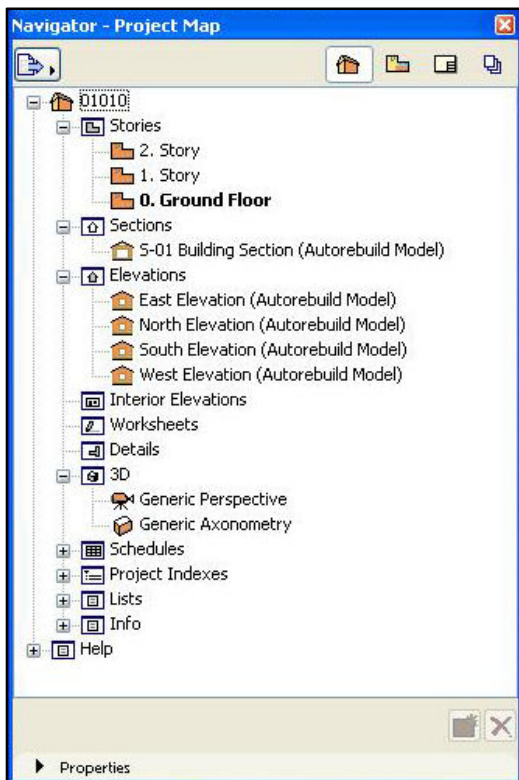 Navigator - Project Map
01010
Stories
2. Story
1. Story
0. Ground Floor
Sections
S-01 Building Section (Autorebuild Model)
Elevations
East Elevation (Autorebuild Model)
North Elevation (Autorebuild Model)
South Elevation (Autorebuild Model)
West Elevation (Autorebuild Model)
Interior Elevations
Worksheets
Details
3D
Generic Perspective
Generic Axonometry
Schedules
Project Indexes
Lists
Info
Help
Properties